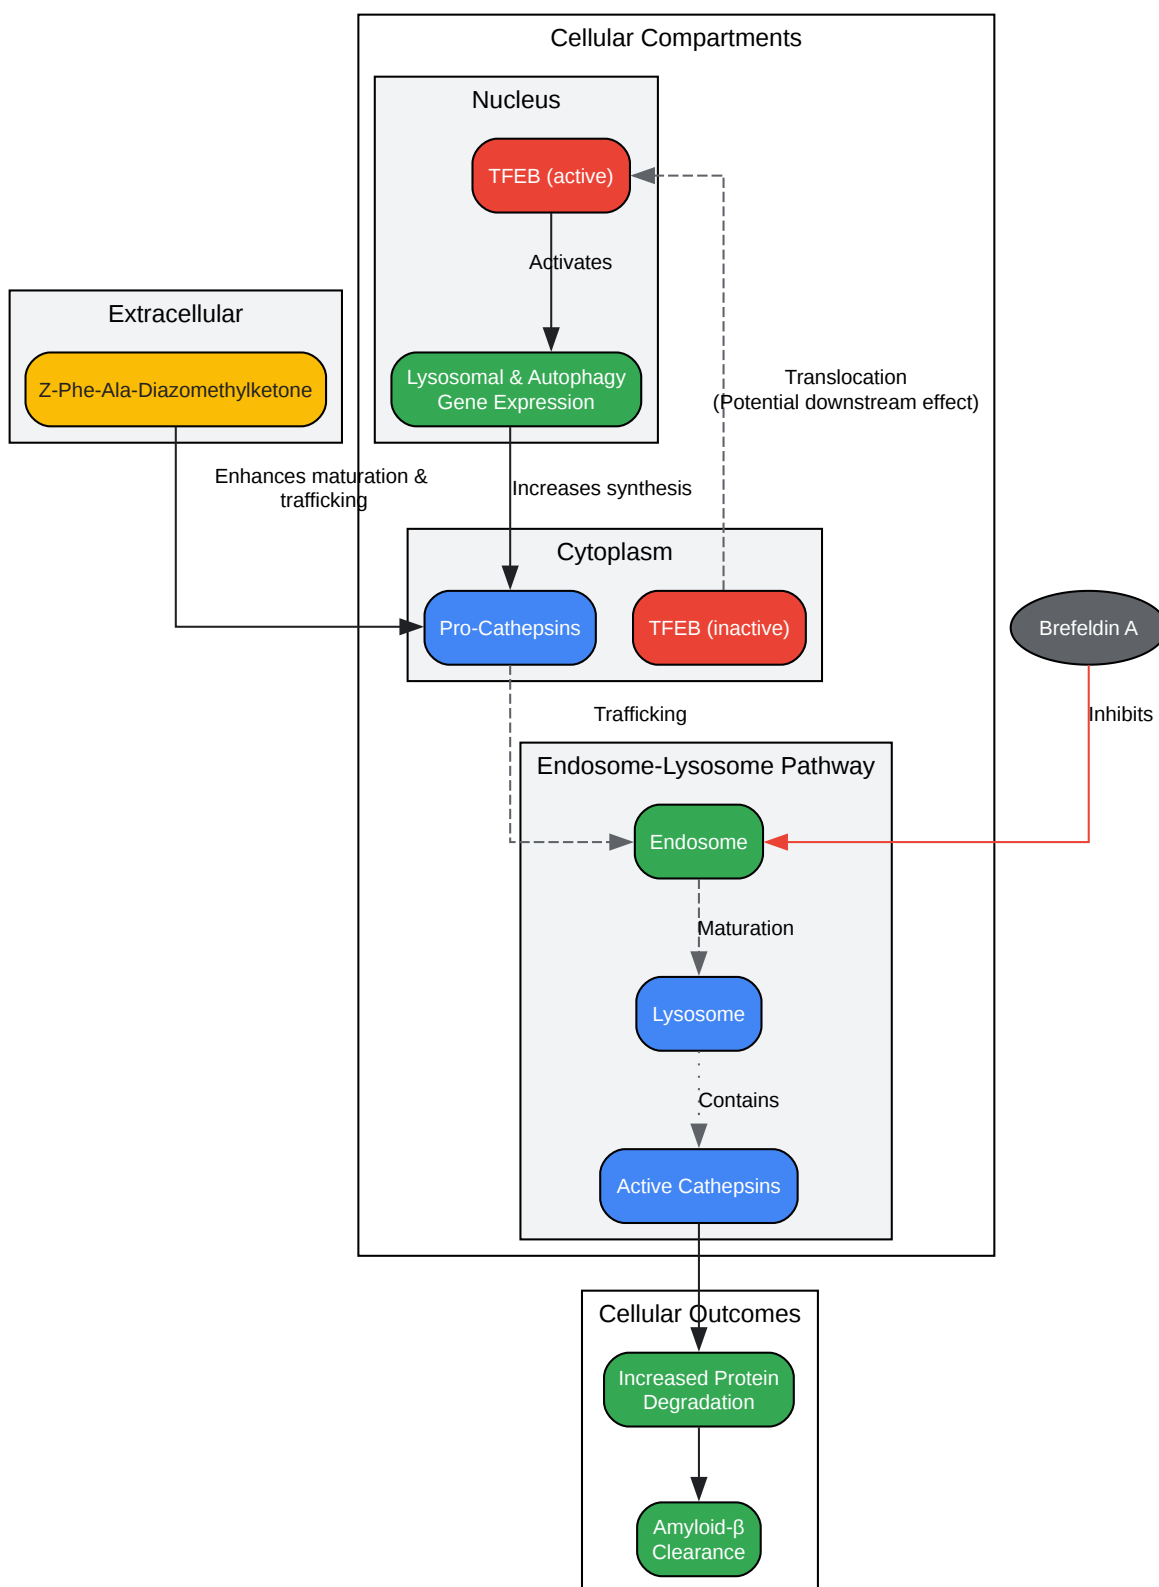 Cellular Compartments
Nucleus
TFEB (active)
Activates
Extracellular
Z-Phe-Ala-Diazomethylketone
Lysosomal & Autophagy
Gene Expression
Translocation
(Potential downstream effect)
Enhances maturation &
trafficking
Increases synthesis
Cytoplasm
Pro-Cathepsins
TFEB (inactive)
Brefeldin A
Trafficking
Inhibits
Endosome-Lysosome Pathway
Endosome
Maturation
Lysosome
Contains
Active Cathepsins
Cellular Outcomes
Increased Protein
Degradation
Amyloid-β
Clearance